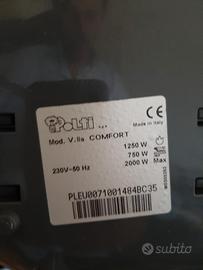 Polti S.p.A.
CE
Made in Italy
Mod. V.lla COMFORT
1250 W
750 W
230V~50 Hz
2000 W Max
PLEU0071001484BC35
subito